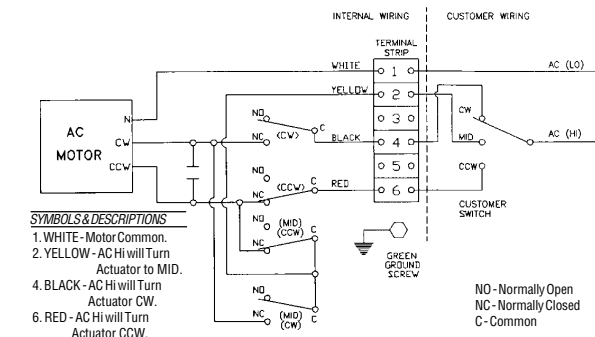 INTERNAL WIRING
CUSTOMER WIRING
TERMINAL
STRIP
WHITE
1
AC (LO)
YELLOW
2
N
AC
MOTOR
CW
CCW
NO
NC
(CW)
C
BLACK
3
4
CW
MID
AC (HI)
5
CCW
NO
NC
(CCW)
C
RED
6
CUSTOMER
SWITCH
NO
NC
(MID)
(CCW)
C
GREEN
GROUND
SCREW
NO
NC
(MID)
(CW)
C
SYMBOLS & DESCRIPTIONS
1. WHITE - Motor Common.
2. YELLOW - AC Hi will Turn
Actuator to MID.
4. BLACK - AC Hi will Turn
Actuator CW.
6. RED - AC Hi will Turn
Actuator CCW.
NO - Normally Open
NC - Normally Closed
C - Common